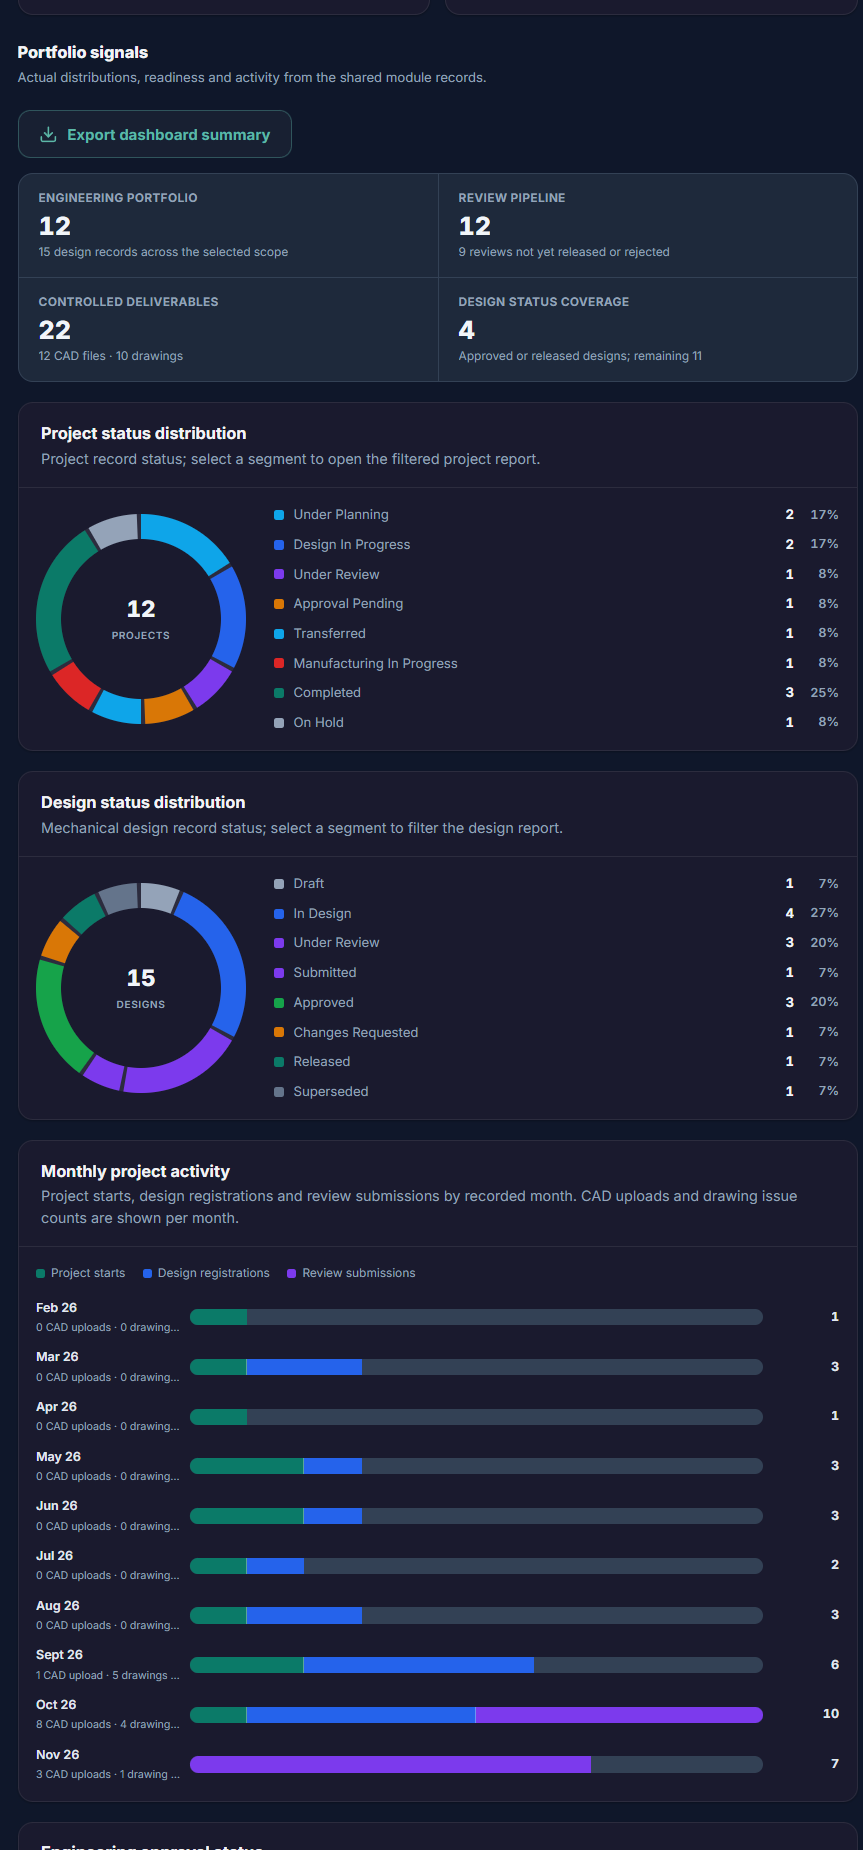 Portfolio signals
Actual distributions, readiness and activity from the shared module records.
Export dashboard summary
ENGINEERING PORTFOLIO
12
15 design records across the selected scope
REVIEW PIPELINE
12
9 reviews not yet released or rejected
CONTROLLED DELIVERABLES
22
12 CAD files · 10 drawings
DESIGN STATUS COVERAGE
4
Approved or released designs; remaining 11
Project status distribution
Project record status; select a segment to open the filtered project report.
12
PROJECTS
Under Planning 2 17%
Design In Progress 2 17%
Under Review 1 8%
Approval Pending 1 8%
Transferred 1 8%
Manufacturing In Progress 1 8%
Completed 3 25%
On Hold 1 8%
Design status distribution
Mechanical design record status; select a segment to filter the design report.
15
DESIGNS
Draft 1 7%
In Design 4 27%
Under Review 3 20%
Submitted 1 7%
Approved 3 20%
Changes Requested 1 7%
Released 1 7%
Superseded 1 7%
Monthly project activity
Project starts, design registrations and review submissions by recorded month. CAD uploads and drawing issue
counts are shown per month.
Project starts Design registrations Review submissions
Feb 26 1
0 CAD uploads · 0 drawing...
Mar 26 3
0 CAD uploads · 0 drawing...
Apr 26 1
0 CAD uploads · 0 drawing...
May 26 3
0 CAD uploads · 0 drawing...
Jun 26 3
0 CAD uploads · 0 drawing...
Jul 26 2
0 CAD uploads · 0 drawing...
Aug 26 3
0 CAD uploads · 0 drawing...
Sept 26 6
1 CAD upload · 5 drawings ...
Oct 26 10
8 CAD uploads · 4 drawing...
Nov 26 7
3 CAD uploads · 1 drawing ...
Engineering approval status